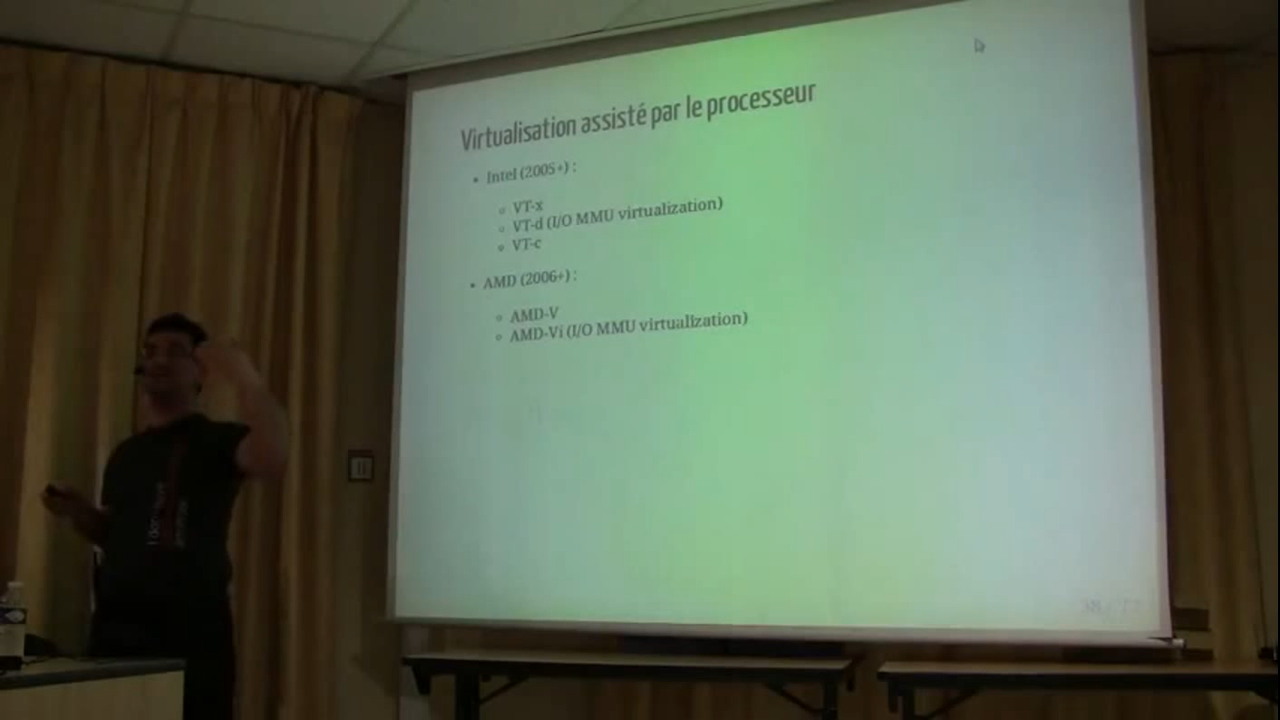 Virtualisation assisté par le processeur
• Intel (2005+) :
◦ VT-x
◦ VT-d (I/O MMU virtualization)
◦ VT-c
• AMD (2006+) :
◦ AMD-V
◦ AMD-Vi (I/O MMU virtualization)